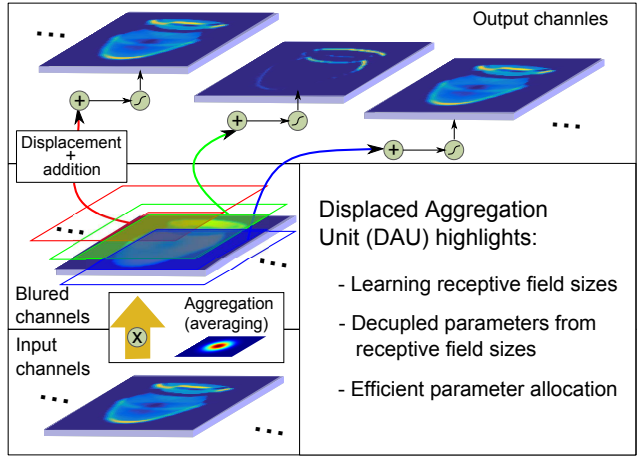 Output channles
+
+
+
Displacement
+
addition
Blured
channels
Aggregation
(averaging)
X
Input
channels
Displaced Aggregation
Unit (DAU) highlights:
- Learning receptive field sizes
- Decupled parameters from
receptive field sizes
- Efficient parameter allocation